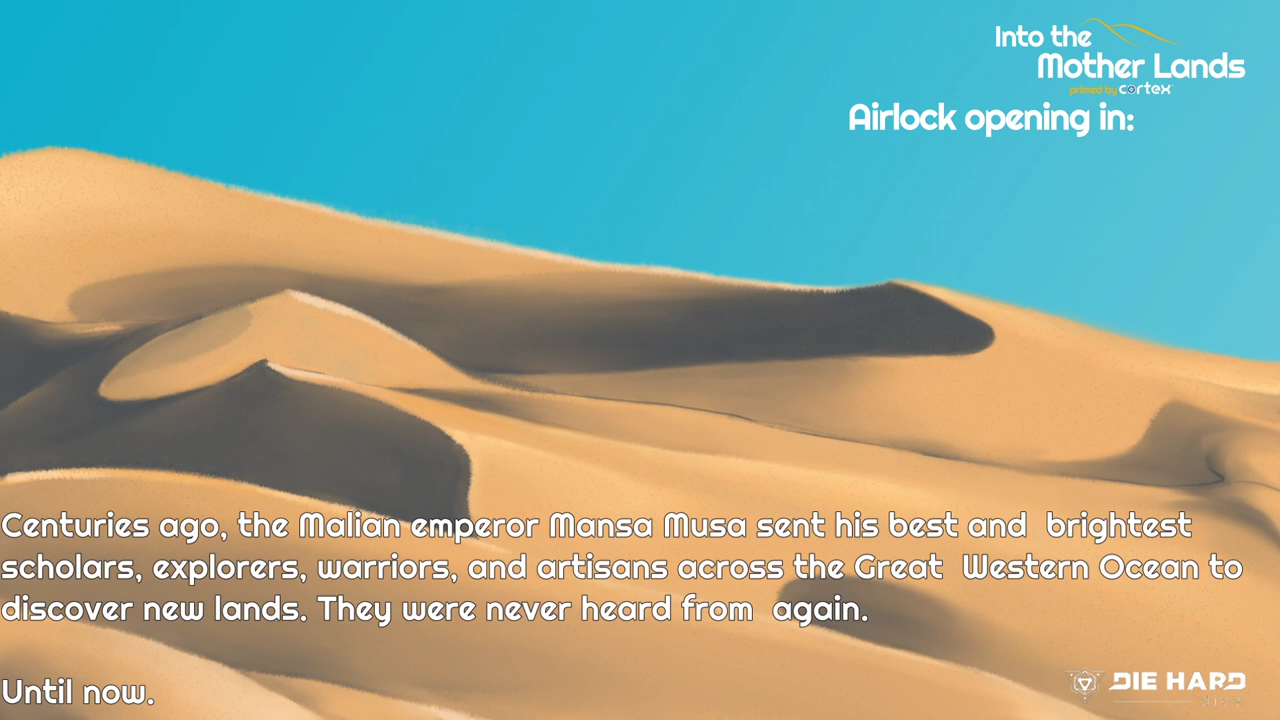 Into the
Mother Lands
primed by cortex
Airlock opening in:
Centuries ago, the Malian emperor Mansa Musa sent his best and  brightest
scholars, explorers, warriors, and artisans across the Great  Western Ocean to
discover new lands. They were never heard from  again.
Until now.
DIE HARD